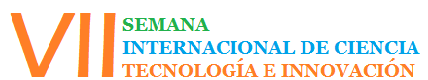 VII SEMANA
INTERNACIONAL DE CIENCIA
TECNOLOGÍA E INNOVACIÓN